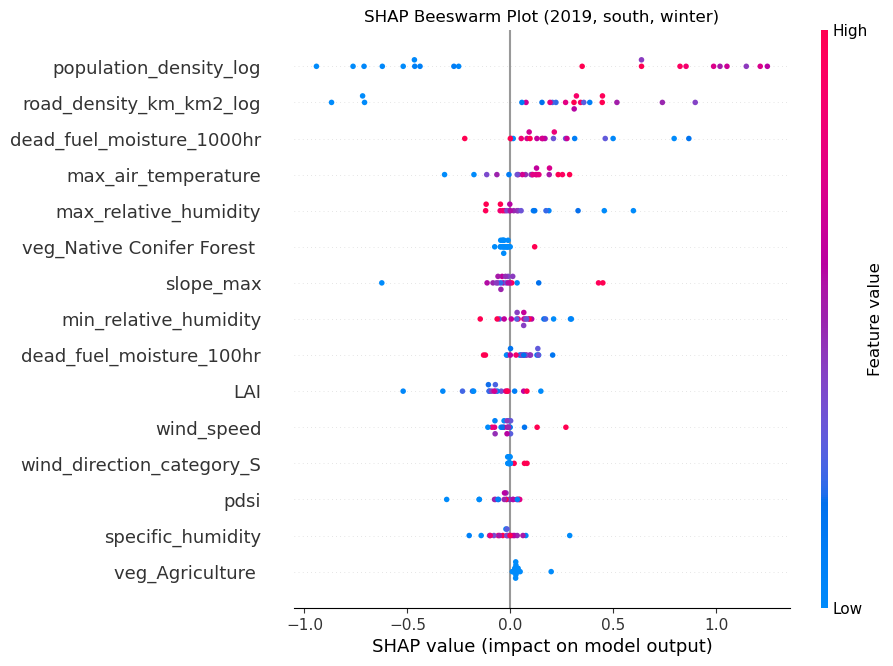 SHAP Beeswarm Plot (2019, south, winter)
High
population_density_log
road_density_km_km2_log
dead_fuel_moisture_1000hr
max_air_temperature
max_relative_humidity
veg_Native Conifer Forest
slope_max
min_relative_humidity
dead_fuel_moisture_100hr
LAI
wind_speed
wind_direction_category_S
pdsi
specific_humidity
veg_Agriculture
Feature value
Low
−1.0 −0.5 0.0 0.5 1.0
SHAP value (impact on model output)